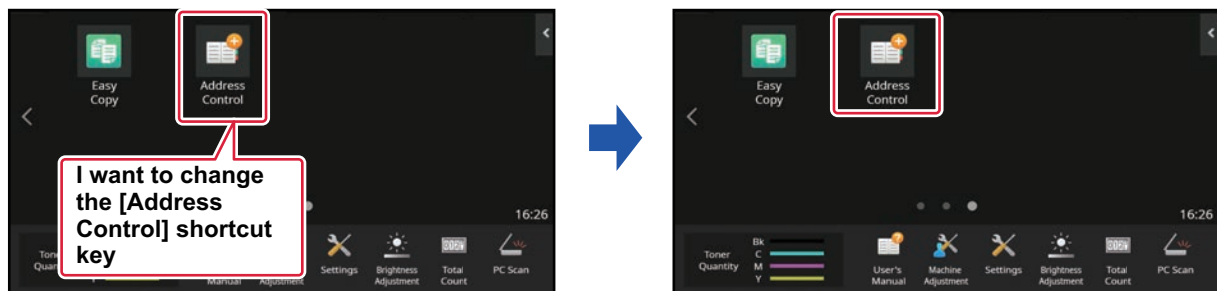 Easy
Copy
Address
Control
I want to change
the [Address
Control] shortcut
key
16:26
Settings
Brightness
Adjustment
Total
Count
PC Scan
Easy
Copy
Address
Control
16:26
Toner
Quantity
Bk
C
M
Y
User's
Manual
Machine
Adjustment
Settings
Brightness
Adjustment
Total
Count
PC Scan